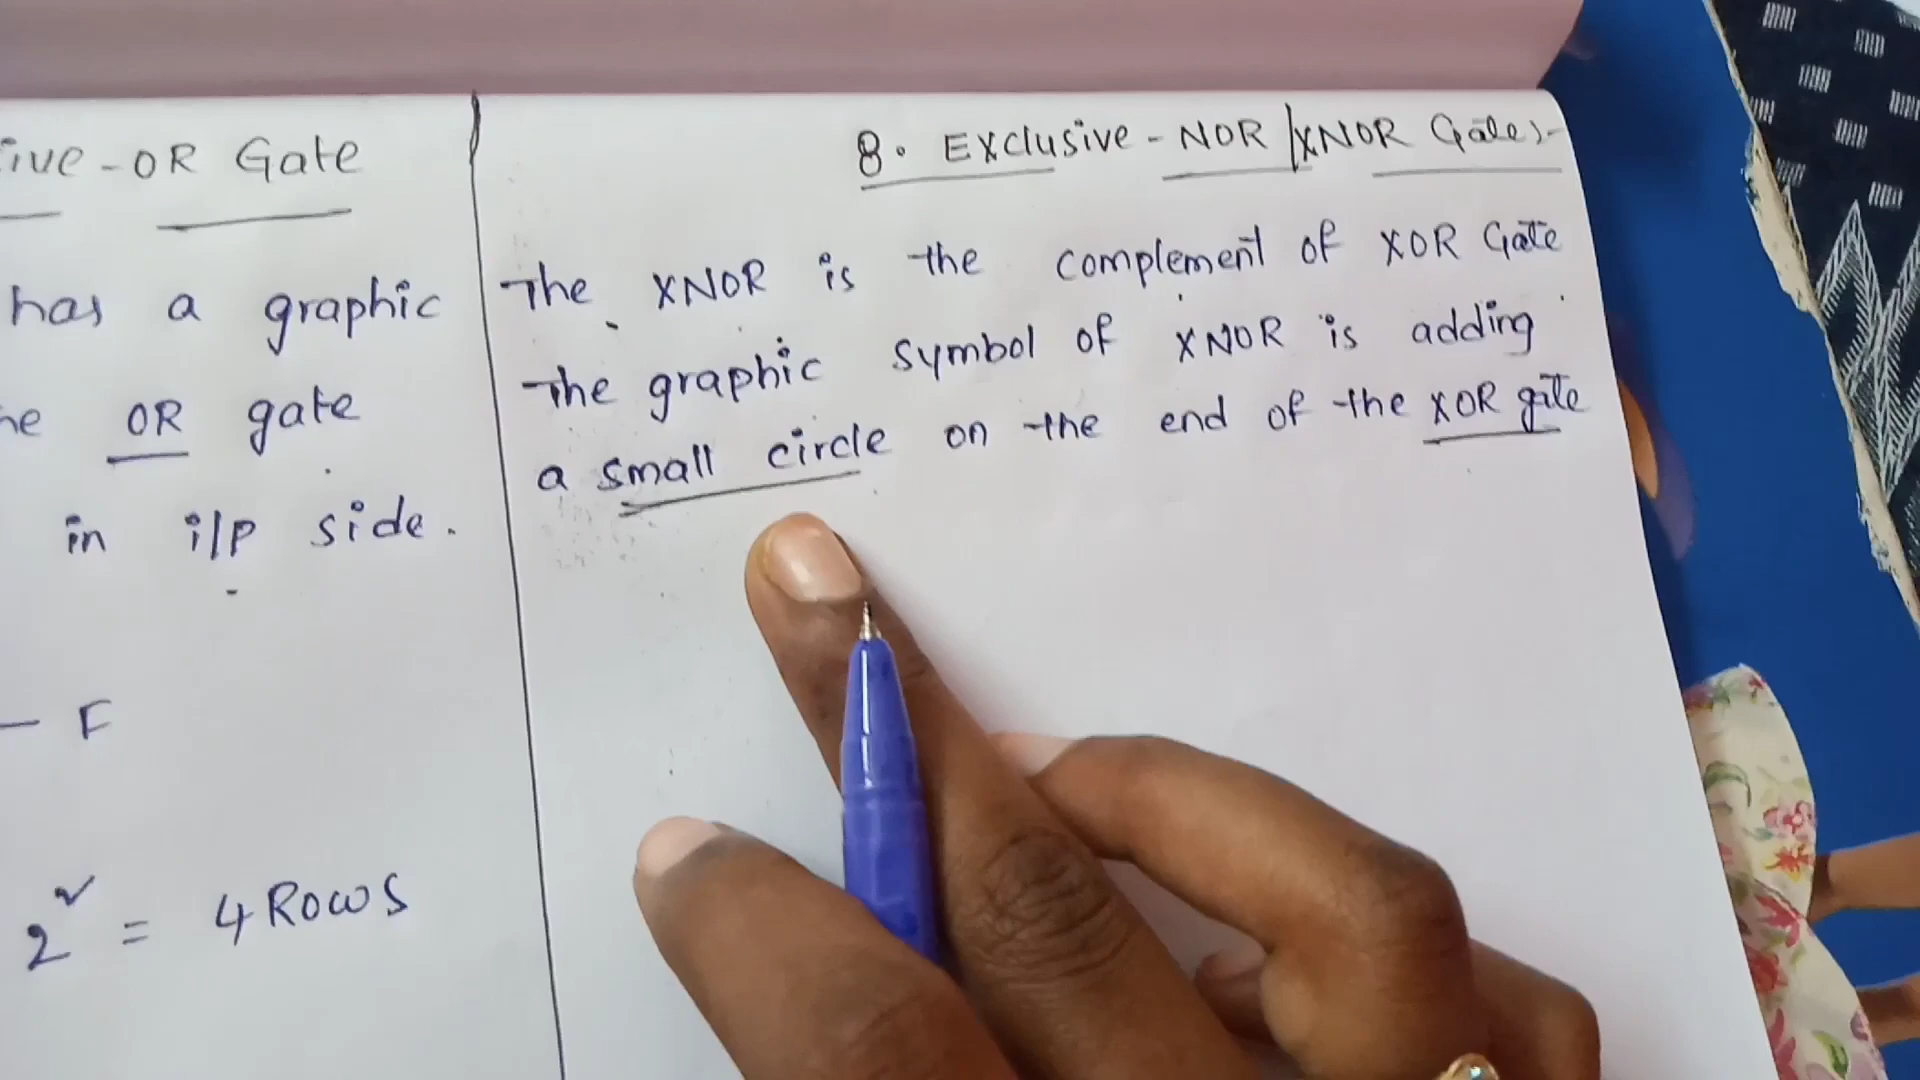 ive-OR Gate
has a graphic
OR gate
in i/p side.
- F
2² = 4 Rows
8. Exclusive-NOR/XNOR Gate:-
The XNOR is the complement of XOR Gate
The graphic symbol of XNOR is adding
a small circle on the end of the XOR gate